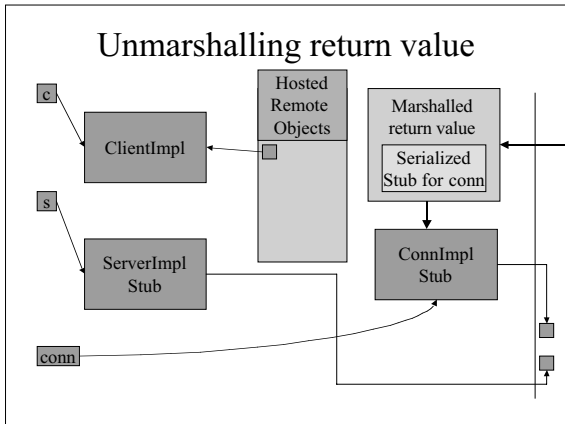 Unmarshalling return value
c
ClientImpl
Hosted
Remote
Objects
Marshalled
return value
Serialized
Stub for conn
s
ServerImpl
Stub
ConnImpl
Stub
conn